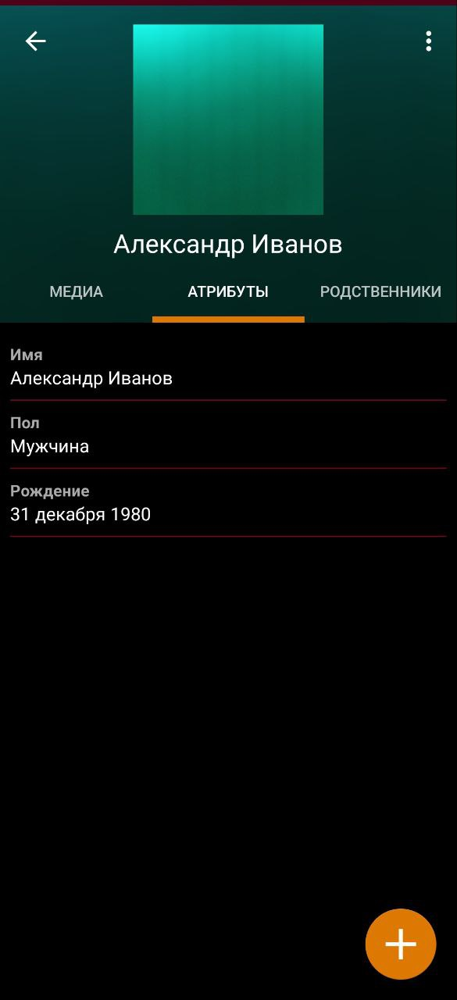 Александр Иванов
МЕДИА АТРИБУТЫ РОДСТВЕННИКИ
Имя
Александр Иванов
Пол
Мужчина
Рождение
31 декабря 1980